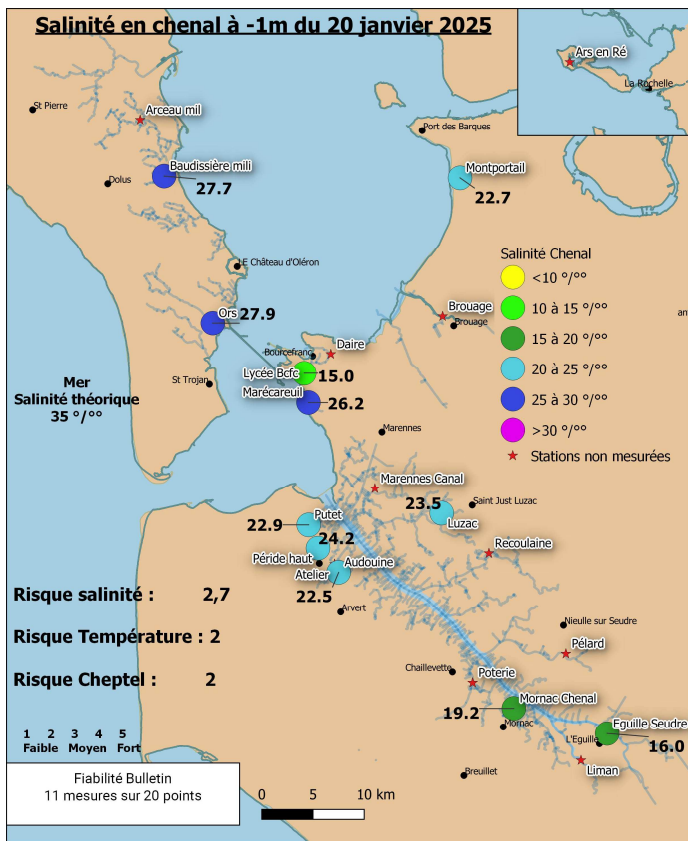 Salinité en chenal à -1m du 20 janvier 2025
Ars en Ré
La Rochelle
St Pierre
Arceau mil
Port des Barques
Baudissière mili
Dolus
27.7
Montportail
22.7
LE Château d'Oléron
Salinité Chenal
<10 °/°°
10 à 15 °/°°
15 à 20 °/°°
20 à 25 °/°°
25 à 30 °/°°
>30 °/°°
Stations non mesurées
Ors
27.9
Brouage
Brouage
an
Daire
Bourcefranc
Lycée Bcfc
15.0
St Trojan
Marécareuil
26.2
Mer
Salinité théorique
35 °/°°
Marennes
Marennes Canal
23.5
Saint Just Luzac
Luzac
Putet
22.9
24.2
Recoulaine
Péride haut
Audouine
Atelier
22.5
Arvert
Risque salinité : 2,7
Risque Température : 2
Risque Cheptel : 2
Nieulle sur Seudre
Pélard
Chaillevette
Poterie
Mornac Chenal
19.2
Mornac
Eguille Seudre
L'Eguille
16.0
Liman
Breuillet
1 2 3 4 5
Faible Moyen Fort
Fiabilité Bulletin
11 mesures sur 20 points
0 5 10 km